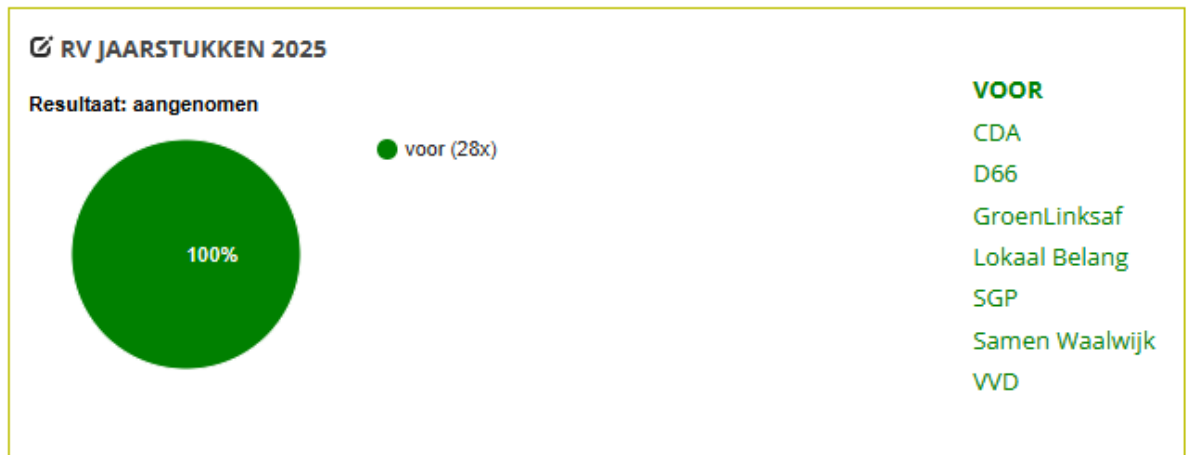 RV JAARSTUKKEN 2025
Resultaat: aangenomen
voor (28x)
100%
VOOR
CDA
D66
GroenLinksaf
Lokaal Belang
SGP
Samen Waalwijk
VVD